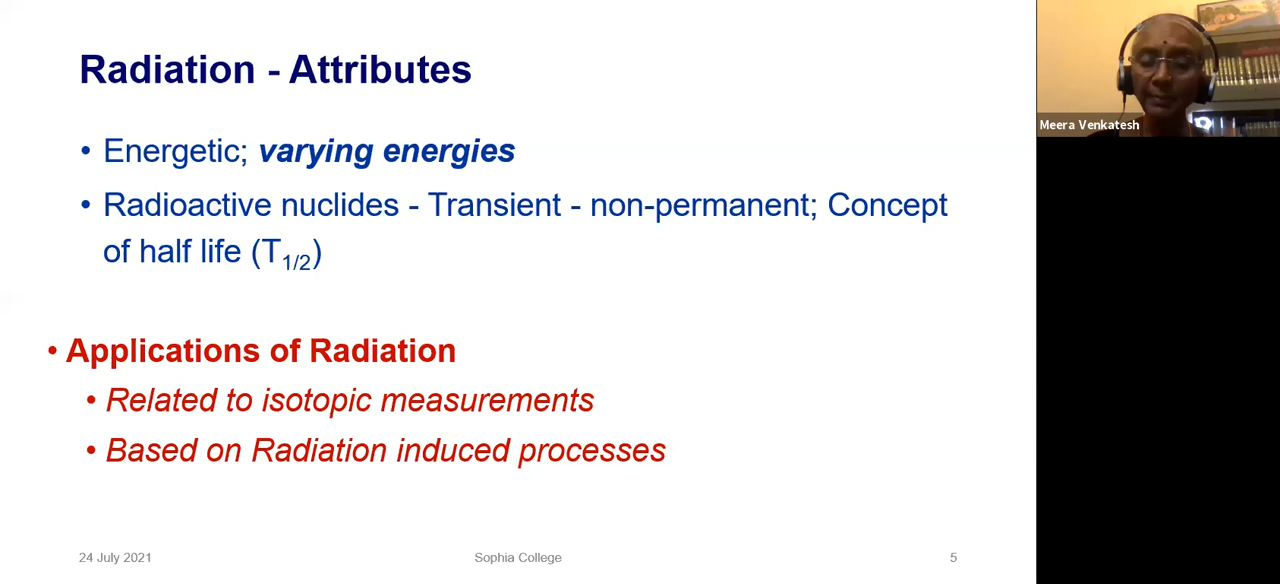 Radiation - Attributes
• Energetic; varying energies
• Radioactive nuclides - Transient - non-permanent; Concept
of half life (T1/2)
• Applications of Radiation
• Related to isotopic measurements
• Based on Radiation induced processes
24 July 2021
Sophia College
5
Meera Venkatesh